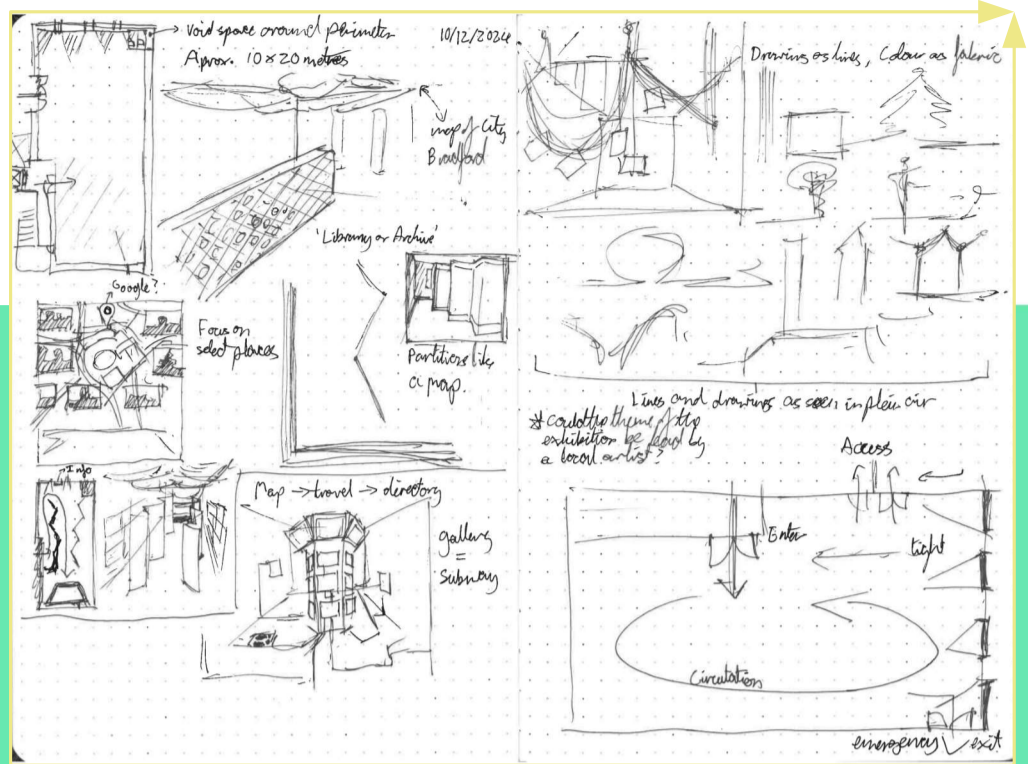 void space around perimeter
Aprox. 10 x 20 metres
10/12/2024
map of City
Bradford
'Library or Archive'
Google?
Focus on
select places
Partitions like
a map.
Info
Map → travel → directory
gallery
=
Subway
Drawing as lines, Colour as fabric
Lines and drawings as seen in plein air
* could the theme of the
exhibition be lead by
a local artist?
Access
Enter
light
Circulation
emergency exit